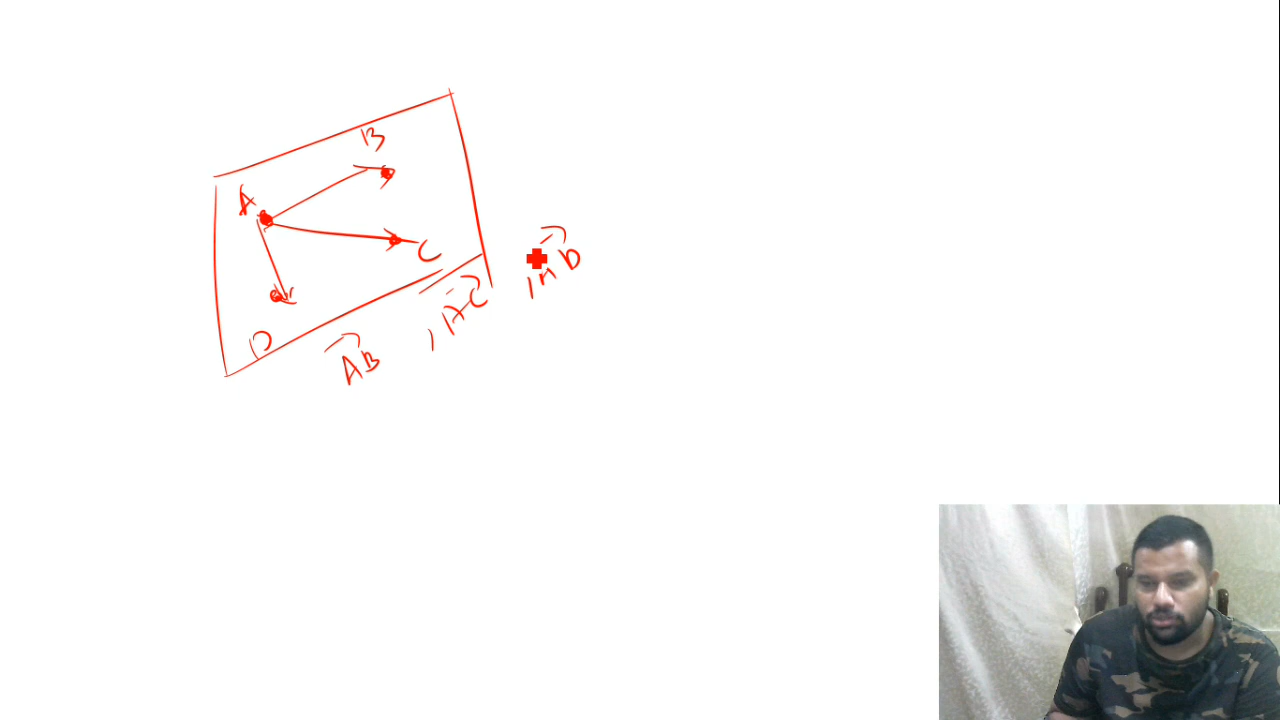 B
A
C
D
AB⃗ , AC⃗ , AD⃗